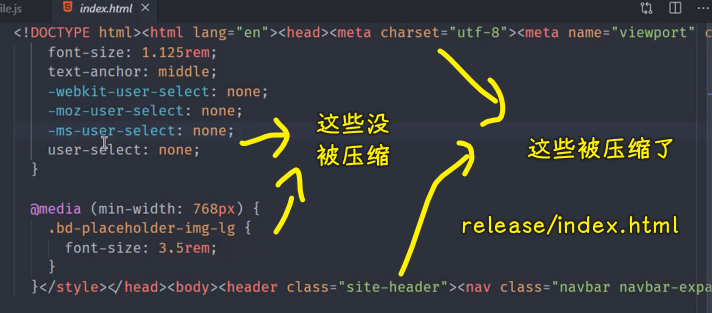 ile.js
index.html
<!DOCTYPE html><html lang="en"><head><meta charset="utf-8"><meta name="viewport" c
font-size: 1.125rem;
text-anchor: middle;
-webkit-user-select: none;
-moz-user-select: none;
-ms-user-select: none;
user-select: none;
}
这些没
被压缩
这些被压缩了
@media (min-width: 768px) {
.bd-placeholder-img-lg {
font-size: 3.5rem;
}
release/index.html
}</style></head><body><header class="site-header"><nav class="navbar navbar-expa